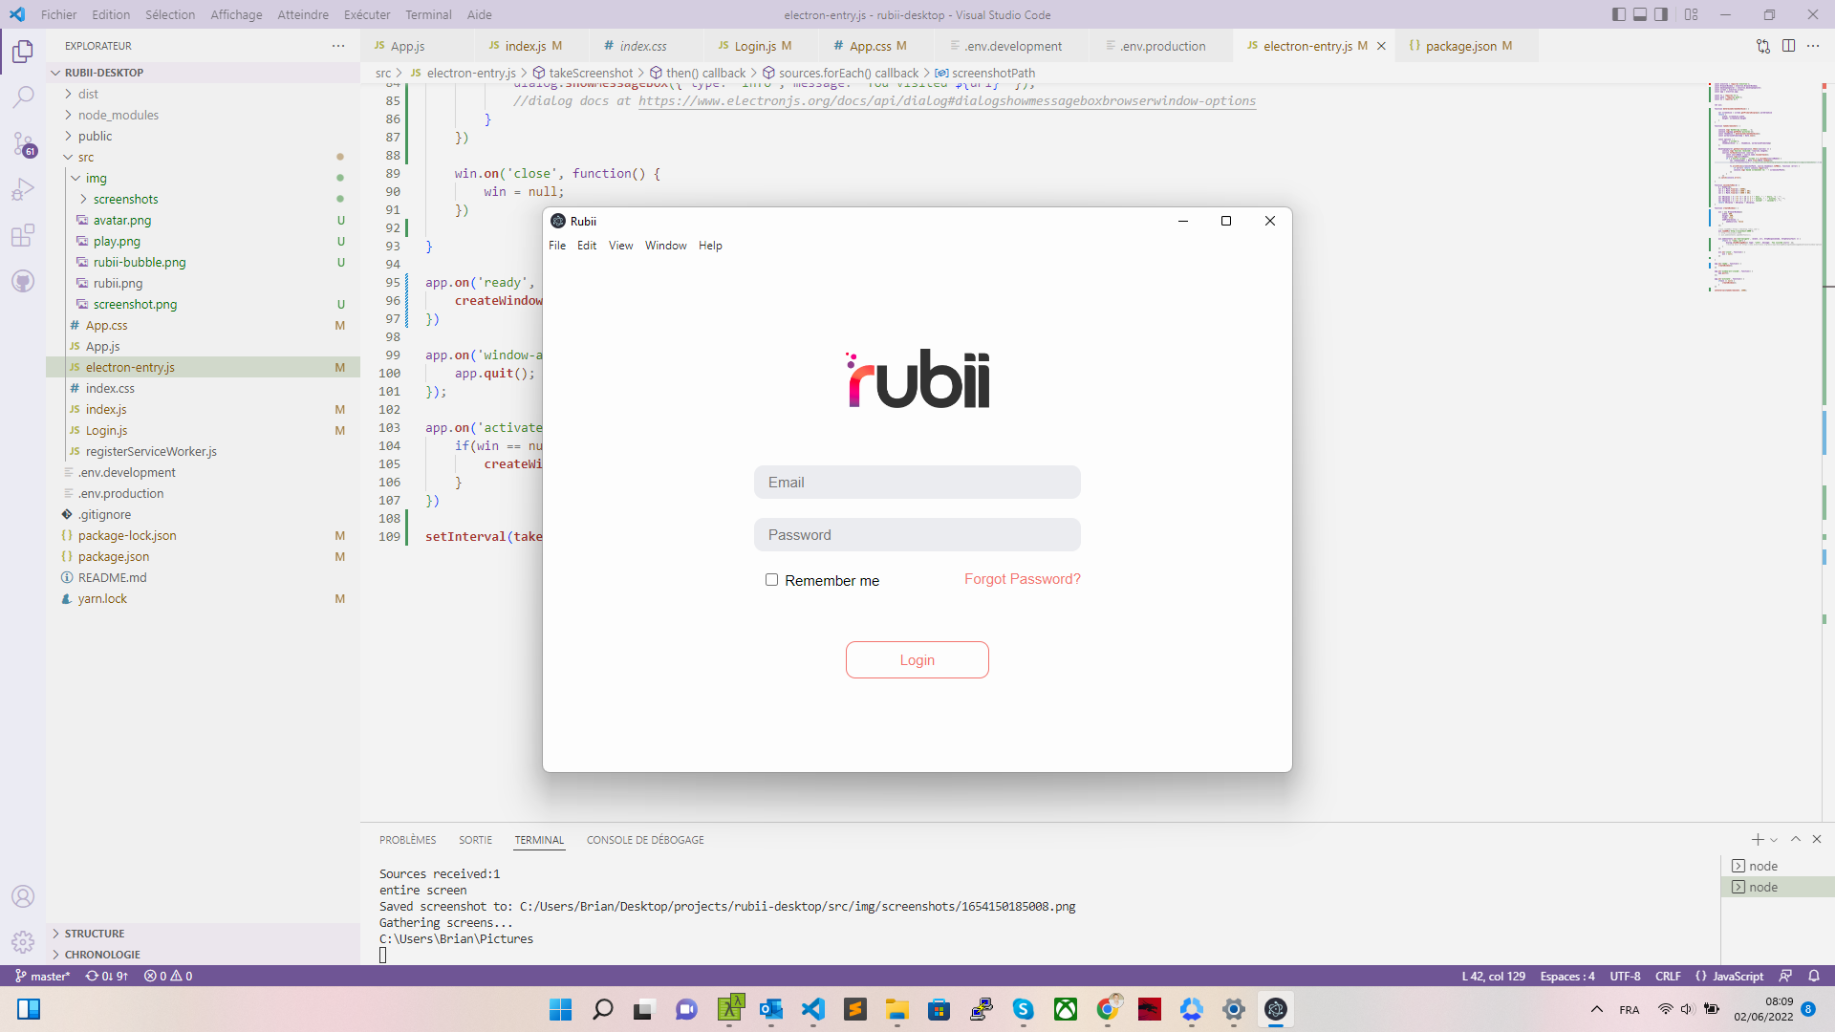 Fichier Edition Sélection Affichage Atteindre Exécuter Terminal Aide
electron-entry.js - rubii-desktop - Visual Studio Code
EXPLORATEUR
App.js
index.js M
index.css
Login.js M
App.css M
.env.development
.env.production
electron-entry.js M
package.json M
src > electron-entry.js > takeScreenshot > then() callback > sources.forEach() callback > screenshotPath
RUBII-DESKTOP
dist
node_modules
public
src
img
screenshots
avatar.png U
play.png U
rubii-bubble.png U
rubii.png
screenshot.png U
App.css M
App.js
electron-entry.js M
index.css
index.js M
Login.js M
registerServiceWorker.js
.env.development
.env.production
.gitignore
package-lock.json M
package.json M
README.md
yarn.lock M
STRUCTURE
CHRONOLOGIE
61
85 //dialog docs at https://www.electronjs.org/docs/api/dialog#dialogshowmessageboxbrowserwindow-options
86 }
87 })
88
89 win.on('close', function() {
90 win = null;
91 })
92
93 }
94
95 app.on('ready',
96 createWindow
97 })
98
99 app.on('window-a
100 app.quit();
101 });
102
103 app.on('activate
104 if(win == nu
105 createWi
106 }
107 })
108
109 setInterval(take
Rubii
File Edit View Window Help
rubii
Email
Password
Remember me
Forgot Password?
Login
PROBLÈMES SORTIE TERMINAL CONSOLE DE DÉBOGAGE
Sources received:1
entire screen
Saved screenshot to: C:/Users/Brian/Desktop/projects/rubii-desktop/src/img/screenshots/1654150185008.png
Gathering screens...
C:\Users\Brian\Pictures
node
node
master* 0↓ 9↑ 0 0
L 42, col 129 Espaces : 4 UTF-8 CRLF {} JavaScript
FRA
08:09
02/06/2022
8